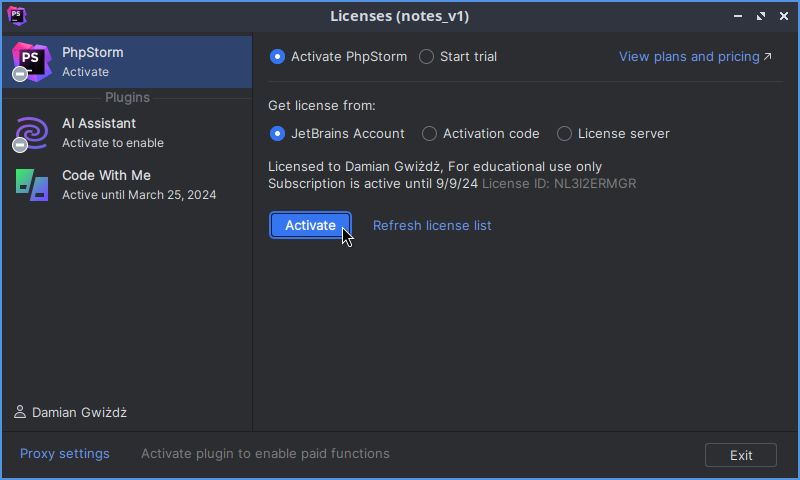 Licenses (notes_v1)
PS
PhpStorm
Activate
Plugins
AI Assistant
Activate to enable
Code With Me
Active until March 25, 2024
Damian Gwiżdż
Activate PhpStorm
Start trial
View plans and pricing ↗
Get license from:
JetBrains Account
Activation code
License server
Licensed to Damian Gwiżdż, For educational use only
Subscription is active until 9/9/24 License ID: NL3I2ERMGR
Activate
Refresh license list
Proxy settings
Activate plugin to enable paid functions
Exit